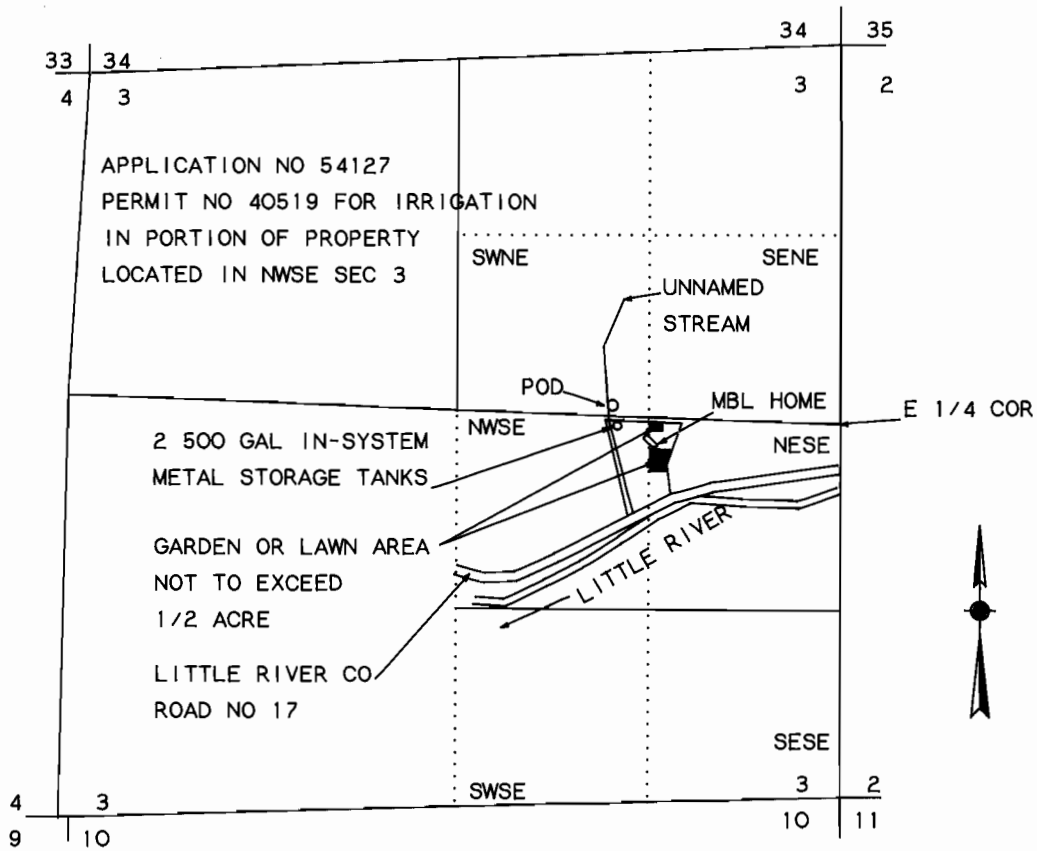 34 35
33 34
3 2
4 3
APPLICATION NO 54127
PERMIT NO 40519 FOR IRRIGATION
IN PORTION OF PROPERTY
LOCATED IN NWSE SEC 3
SWNE
SENE
UNNAMED
STREAM
POD
MBL HOME
E 1/4 COR
NWSE
NESE
2 500 GAL IN-SYSTEM
METAL STORAGE TANKS
GARDEN OR LAWN AREA
NOT TO EXCEED
1/2 ACRE
LITTLE RIVER
LITTLE RIVER CO
ROAD NO 17
SESE
SWSE
3 2
4 3
10 11
9 10